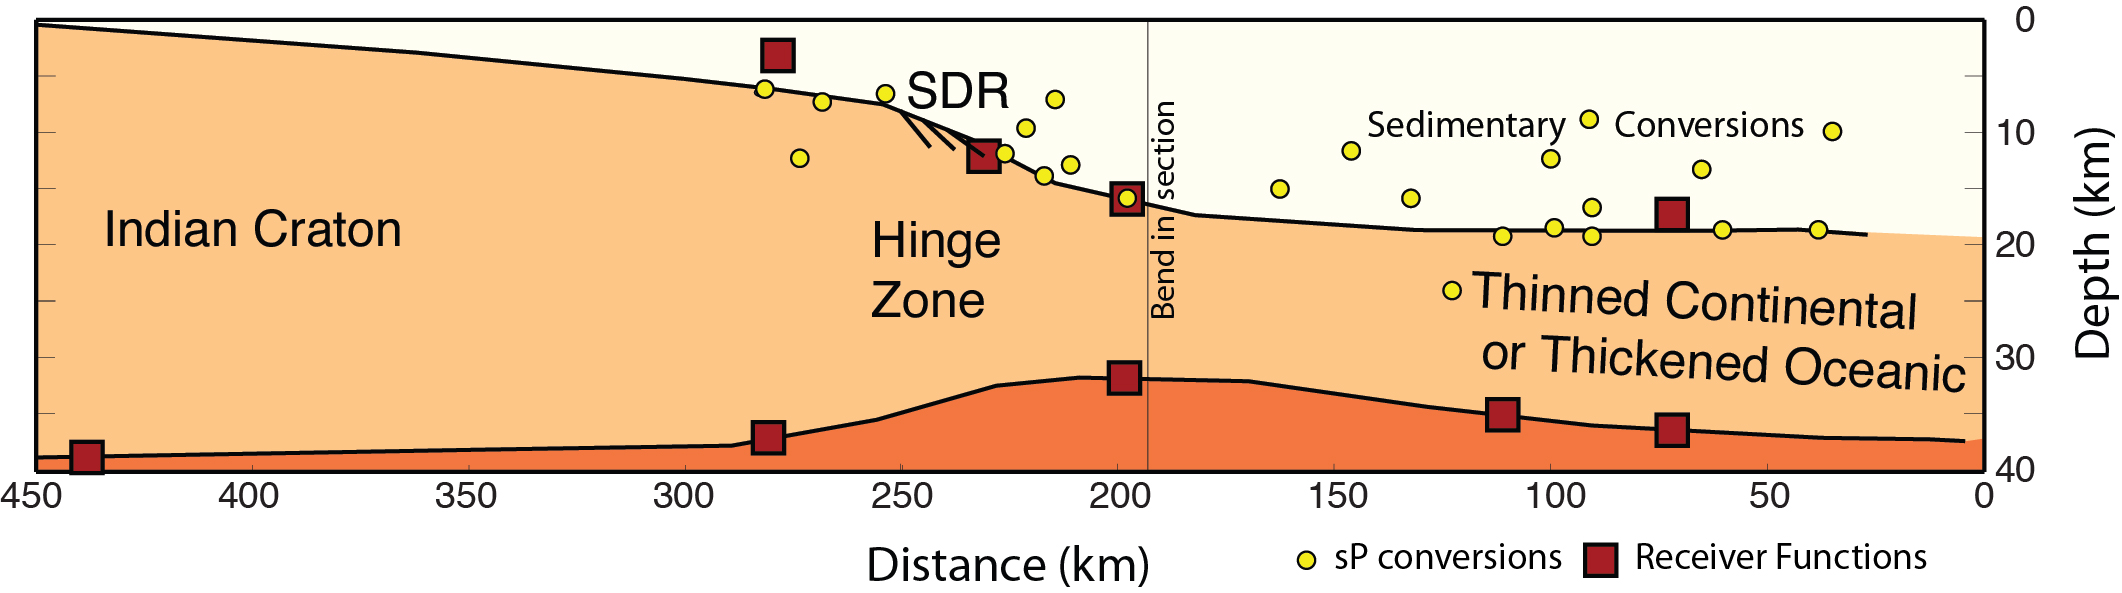 0
SDR
Sedimentary Conversions
10
Bend in section
Indian Craton
Hinge
Zone
20
Thinned Continental
or Thickened Oceanic
30
40
Depth (km)
450 400 350 300 250 200 150 100 50 0
Distance (km)
sP conversions Receiver Functions